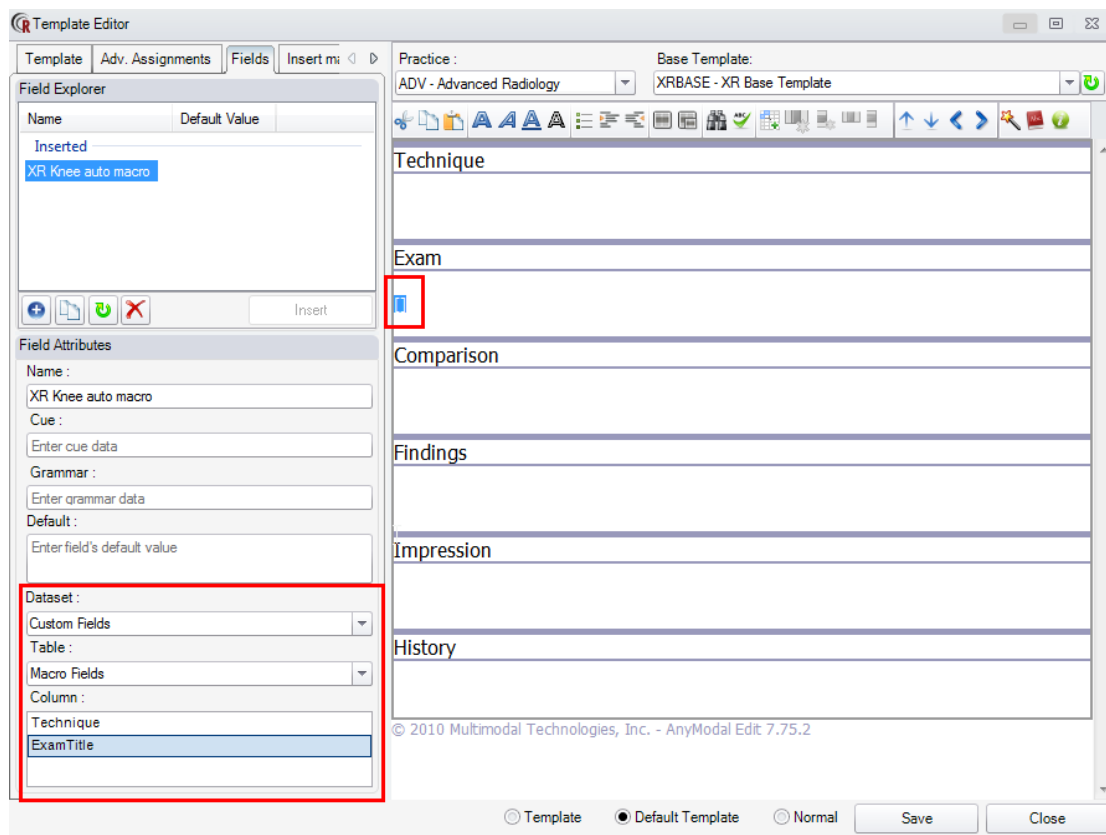 Template Editor
Template Adv. Assignments Fields Insert ma
Field Explorer
Name Default Value
Inserted
XR Knee auto macro
Insert
Field Attributes
Name :
XR Knee auto macro
Cue :
Enter cue data
Grammar :
Enter grammar data
Default :
Enter field's default value
Dataset :
Custom Fields
Table :
Macro Fields
Column :
Technique
ExamTitle
Practice : Base Template:
ADV - Advanced Radiology XRBASE - XR Base Template
Technique
Exam
Comparison
Findings
Impression
History
© 2010 Multimodal Technologies, Inc. - AnyModal Edit 7.75.2
Template Default Template Normal Save Close